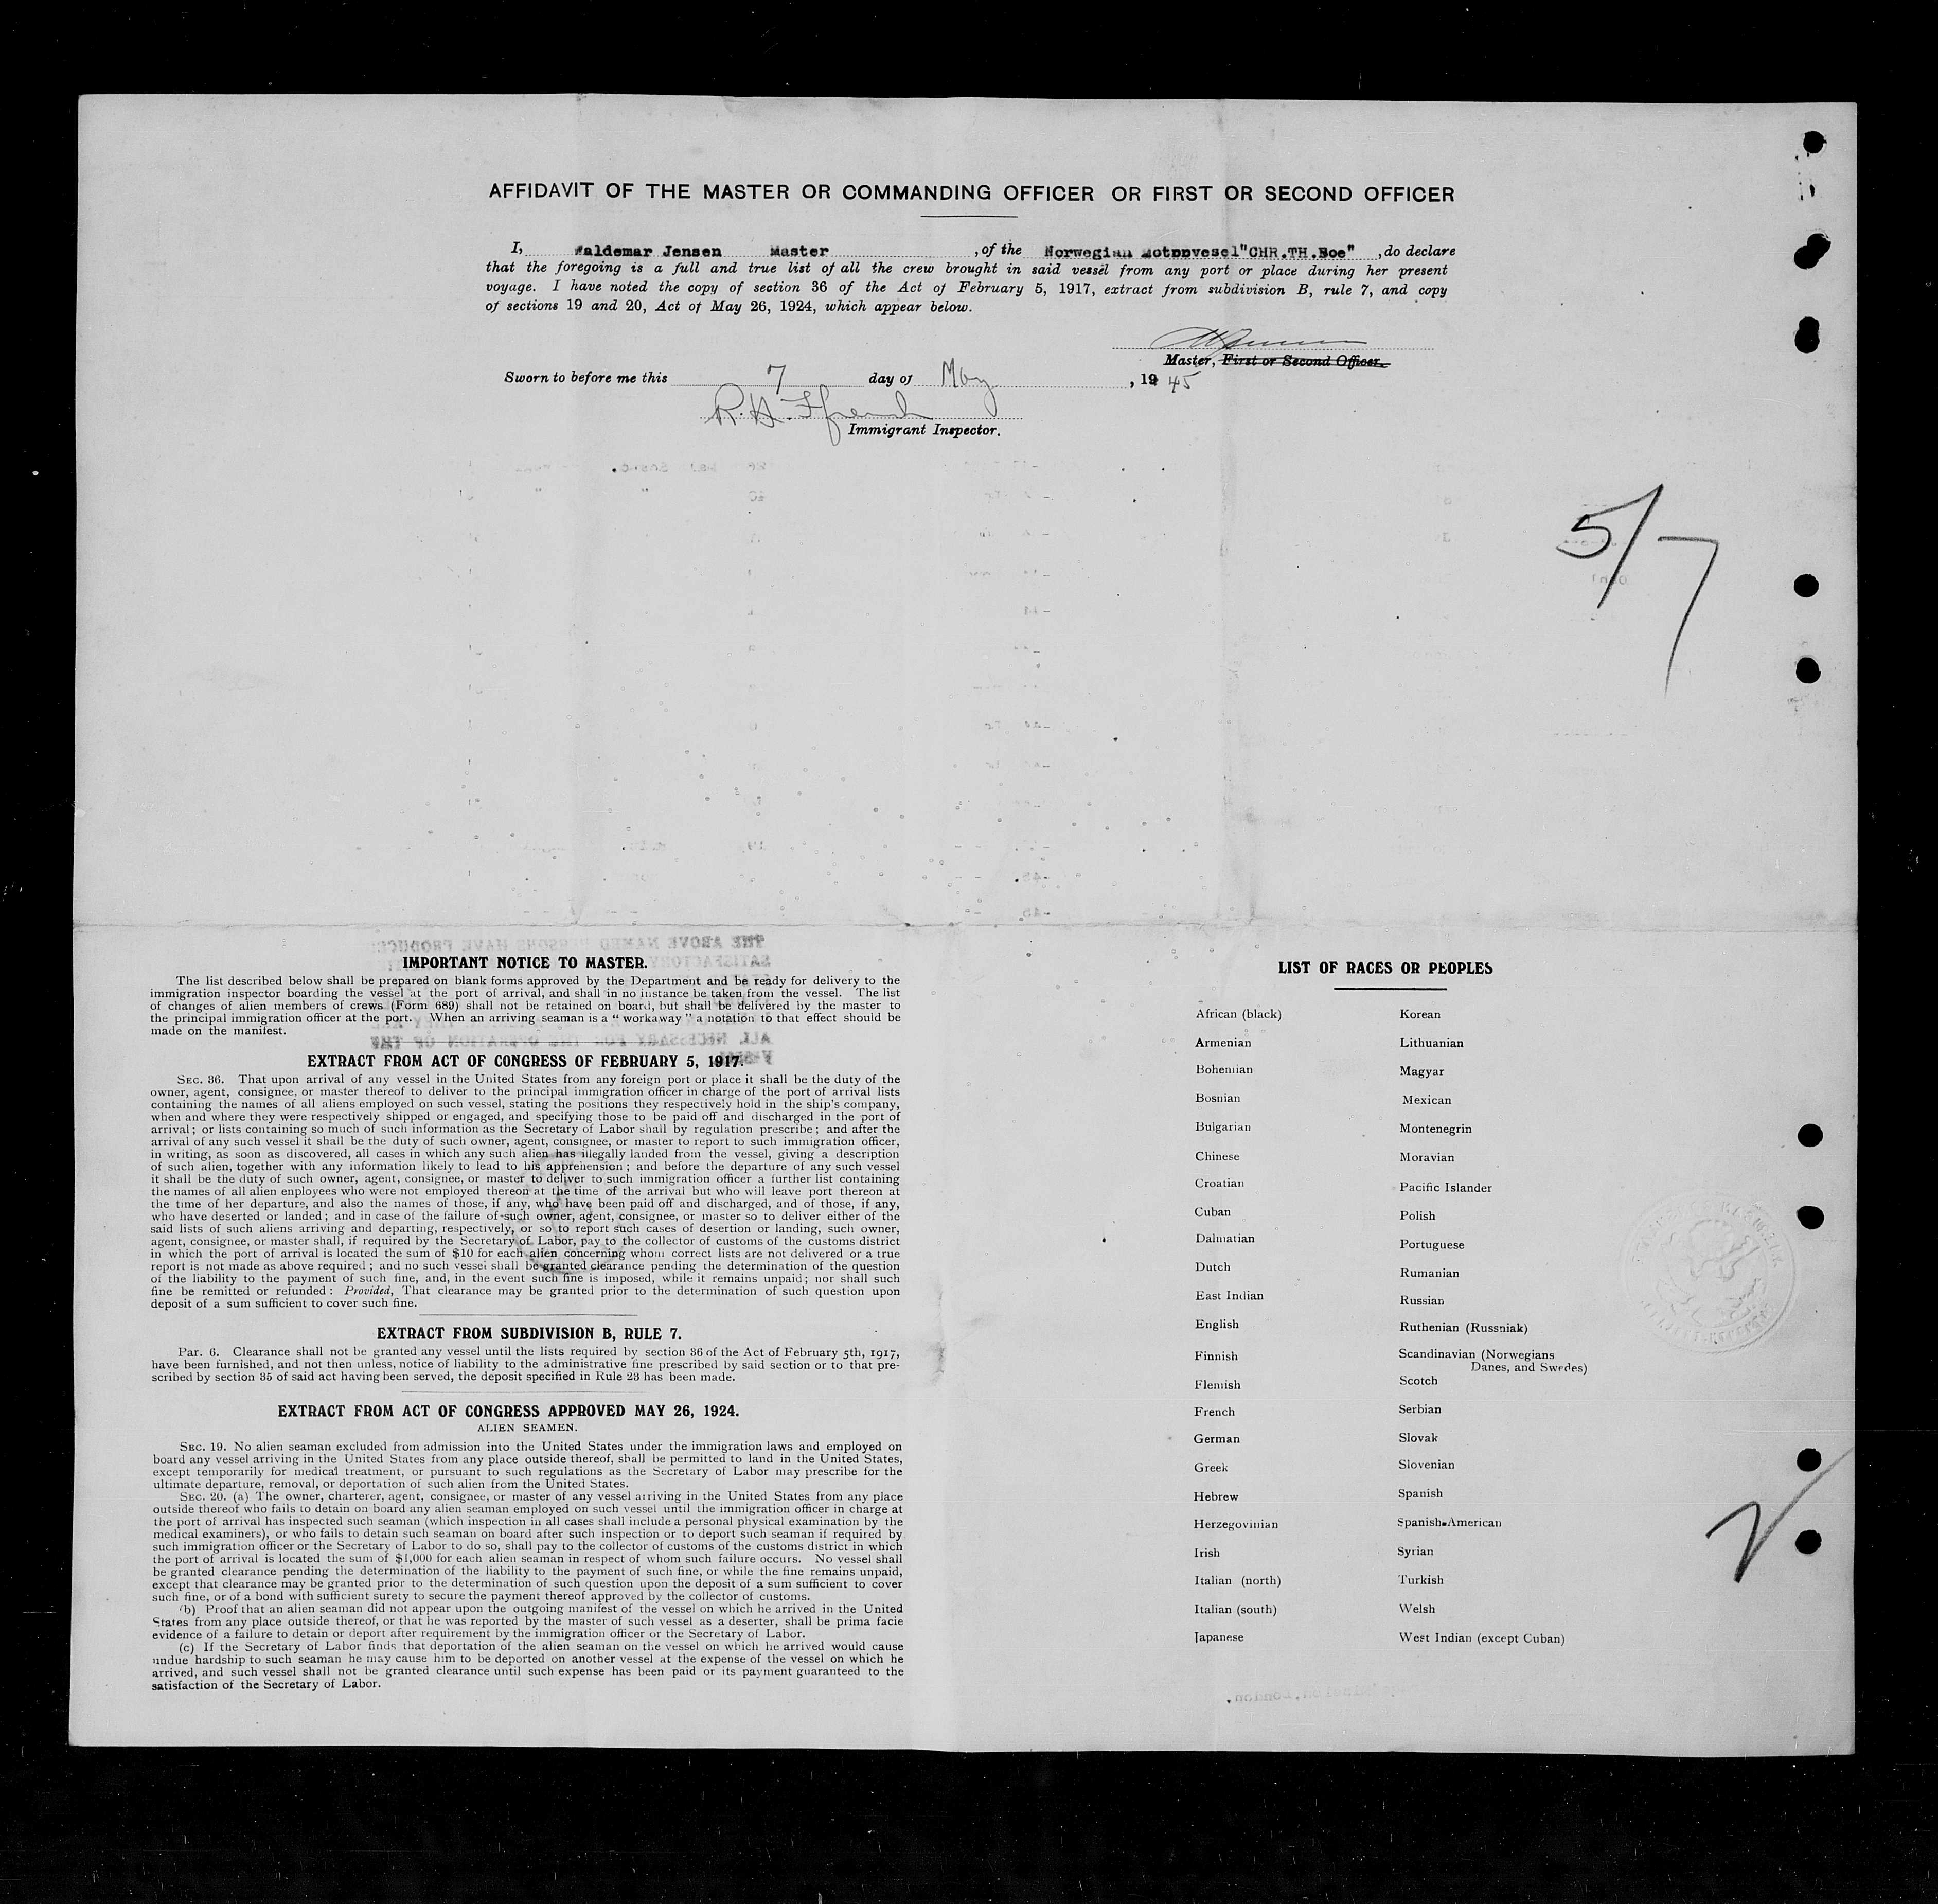 AFFIDAVIT OF THE MASTER OR COMMANDING OFFICER OR FIRST OR SECOND OFFICER
I, Waldemar Jensen Master , of the Norwegian Motopvesel "CHR.TH.Boe" , do declare
that the foregoing is a full and true list of all the crew brought in said vessel from any port or place during her present
voyage. I have noted the copy of section 36 of the Act of February 5, 1917, extract from subdivision B, rule 7, and copy
of sections 19 and 20, Act of May 26, 1924, which appear below.
Master, First or Second Officer.
Sworn to before me this 7 day of May , 19 45
R. H.
Immigrant Inspector.
5/7
THE ABOVE NAMED PERSONS HAVE PRODUCED
IMPORTANT NOTICE TO MASTER.
The list described below shall be prepared on blank forms approved by the Department and be ready for delivery to the
immigration inspector boarding the vessel at the port of arrival, and shall in no instance be taken from the vessel. The list
of changes of alien members of crews (Form 689) shall not be retained on board, but shall be delivered by the master to
the principal immigration officer at the port. When an arriving seaman is a "workaway" a notation to that effect should be
made on the manifest.
ALL NECESSARY FOR THE OPERATION OF THE
EXTRACT FROM ACT OF CONGRESS OF FEBRUARY 5, 1917.
SEC. 36. That upon arrival of any vessel in the United States from any foreign port or place it shall be the duty of the
owner, agent, consignee, or master thereof to deliver to the principal immigration officer in charge of the port of arrival lists
containing the names of all aliens employed on such vessel, stating the positions they respectively hold in the ship's company,
when and where they were respectively shipped or engaged, and specifying those to be paid off and discharged in the port of
arrival; or lists containing so much of such information as the Secretary of Labor shall by regulation prescribe; and after the
arrival of any such vessel it shall be the duty of such owner, agent, consignee, or master to report to such immigration officer,
in writing, as soon as discovered, all cases in which any such alien has illegally landed from the vessel, giving a description
of such alien, together with any information likely to lead to his apprehension; and before the departure of any such vessel
it shall be the duty of such owner, agent, consignee, or master to deliver to such immigration officer a further list containing
the names of all alien enployees who were not employed thereon at the time of the arrival but who will leave port thereon at
the time of her departure, and also the names of those, if any, who have been paid off and discharged, and of those, if any,
who have deserted or landed; and in case of the failure of such owner, agent, consignee, or master so to deliver either of the
said lists of such aliens arriving and departing, respectively, or so to report such cases of desertion or landing, such owner,
agent, consignee, or master shall, if required by the Secretary of Labor, pay to the collector of customs of the customs district
in which the port of arrival is located the sum of $10 for each alien concerning whom correct lists are not delivered or a true
report is not made as above required; and no such vessel shall be granted clearance pending the determination of the question
of the liability to the payment of such fine, and, in the event such fine is imposed, while it remains unpaid; nor shall such
fine be remitted or refunded: Provided, That clearance may be granted prior to the determination of such question upon
deposit of a sum sufficient to cover such fine.
EXTRACT FROM SUBDIVISION B, RULE 7.
Par. 6. Clearance shall not be granted any vessel until the lists required by section 36 of the Act of February 5th, 1917,
have been furnished, and not then unless, notice of liability to the administrative fine prescribed by said section or to that pre-
scribed by section 35 of said act having been served, the deposit specified in Rule 23 has been made.
EXTRACT FROM ACT OF CONGRESS APPROVED MAY 26, 1924.
ALIEN SEAMEN.
SEC. 19. No alien seaman excluded from admission into the United States under the immigration laws and employed on
board any vessel arriving in the United States from any place outside thereof, shall be permitted to land in the United States,
except temporarily for medical treatment, or pursuant to such regulations as the Secretary of Labor may prescribe for the
ultimate departure, removal, or deportation of such alien from the United States.
SEC. 20. (a) The owner, charterer, agent, consignee, or master of any vessel arriving in the United States from any place
outside thereof who fails to detain on board any alien seaman employed on such vessel until the immigration officer in charge at
the port of arrival has inspected such seaman (which inspection in all cases shall include a personal physical examination by the
medical examiners), or who fails to detain such seaman on board after such inspection or to deport such seaman if required by
such immigration officer or the Secretary of Labor to do so, shall pay to the collector of customs of the customs district in which
the port of arrival is located the sum of $1,000 for each alien seaman in respect of whom such failure occurs. No vessel shall
be granted clearance pending the determination of the liability to the payment of such fine, or while the fine remains unpaid,
except that clearance may be granted prior to the determination of such question upon the deposit of a sum sufficient to cover
such fine, or of a bond with sufficient surety to secure the payment thereof approved by the collector of customs.
(b) Proof that an alien seaman did not appear upon the outgoing manifest of the vessel on which he arrived in the United
States from any place outside thereof, or that he was reported by the master of such vessel as a deserter, shall be prima facie
evidence of a failure to detain or deport after requirement by the immigration officer or the Secretary of Labor.
(c) If the Secretary of Labor finds that deportation of the alien seaman on the vessel on which he arrived would cause
undue hardship to such seaman he may cause him to be deported on another vessel at the expense of the vessel on which he
arrived, and such vessel shall not be granted clearance until such expense has been paid or its payment guaranteed to the
satisfaction of the Secretary of Labor.
LIST OF RACES OR PEOPLES
African (black)
Armenian
Bohemian
Bosnian
Bulgarian
Chinese
Croatian
Cuban
Dalmatian
Dutch
East Indian
English
Finnish
Flemish
French
German
Greek
Hebrew
Herzegovinian
Irish
Italian (north)
Italian (south)
Japanese
Korean
Lithuanian
Magyar
Mexican
Montenegrin
Moravian
Pacific Islander
Polish
Portuguese
Rumanian
Russian
Ruthenian (Russniak)
Scandinavian (Norwegians
Danes, and Swedes)
Scotch
Serbian
Slovak
Slovenian
Spanish
Spanish-American
Syrian
Turkish
Welsh
West Indian (except Cuban)